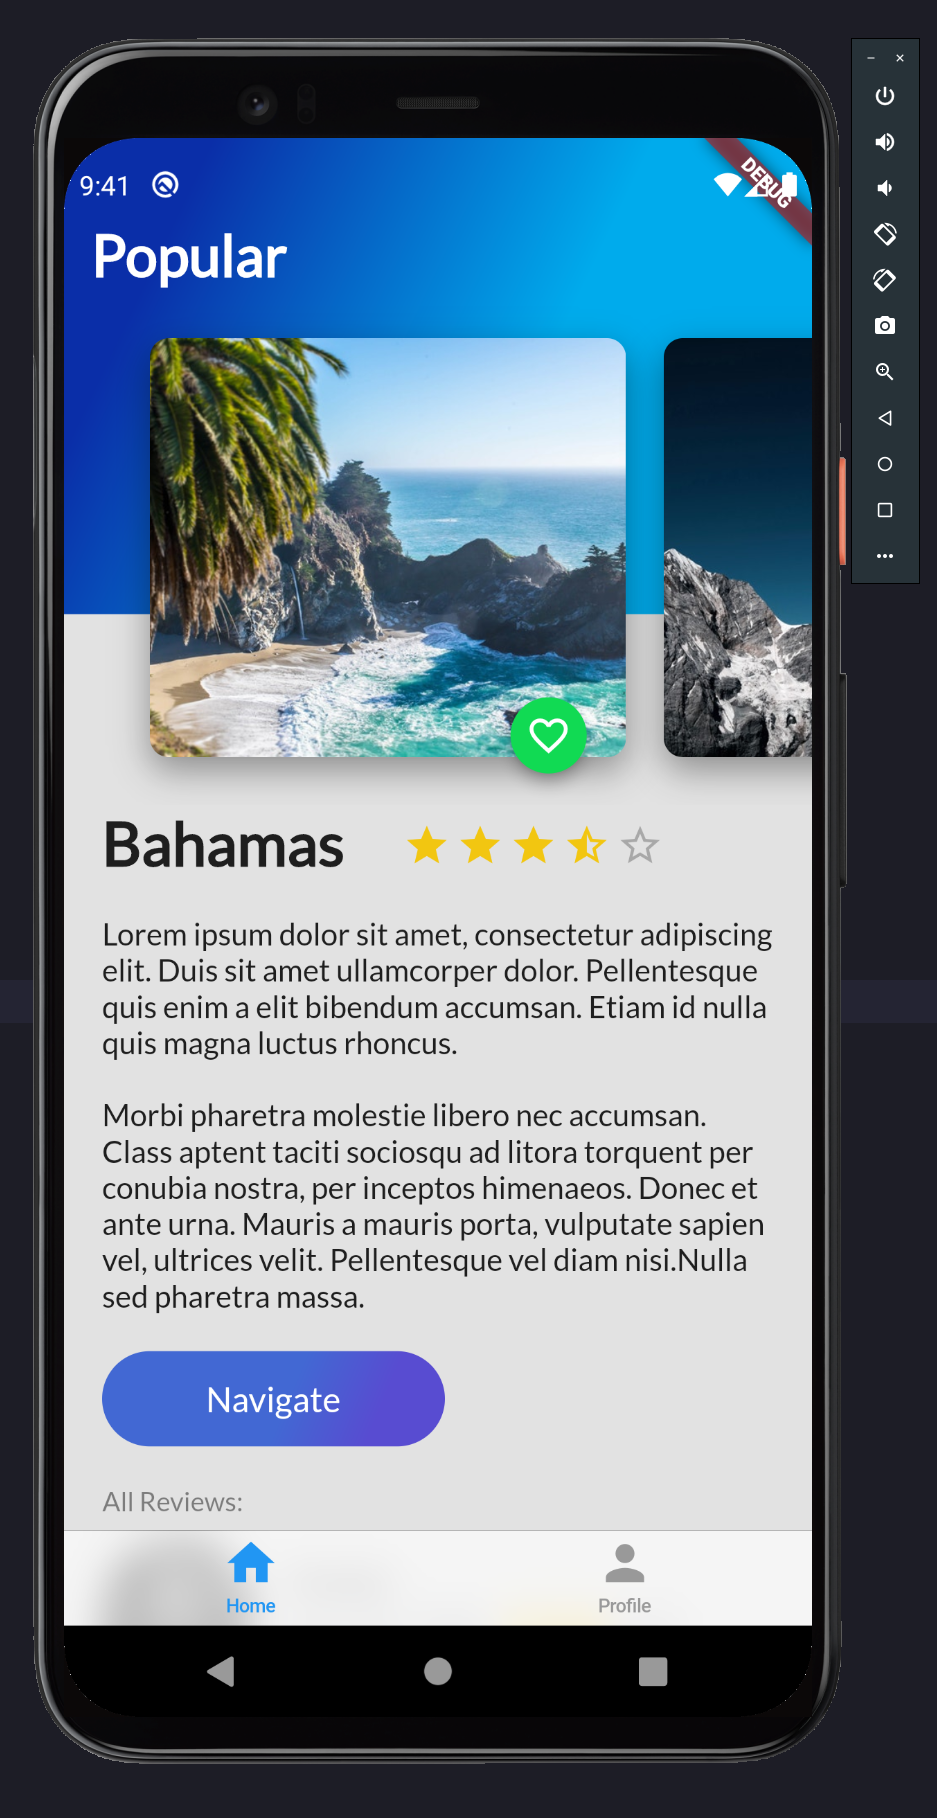 9:41
DEBUG
Popular
Bahamas
Lorem ipsum dolor sit amet, consectetur adipiscing
elit. Duis sit amet ullamcorper dolor. Pellentesque
quis enim a elit bibendum accumsan. Etiam id nulla
quis magna luctus rhoncus.
Morbi pharetra molestie libero nec accumsan.
Class aptent taciti sociosqu ad litora torquent per
conubia nostra, per inceptos himenaeos. Donec et
ante urna. Mauris a mauris porta, vulputate sapien
vel, ultrices velit. Pellentesque vel diam nisi.Nulla
sed pharetra massa.
Navigate
All Reviews:
Home
Profile